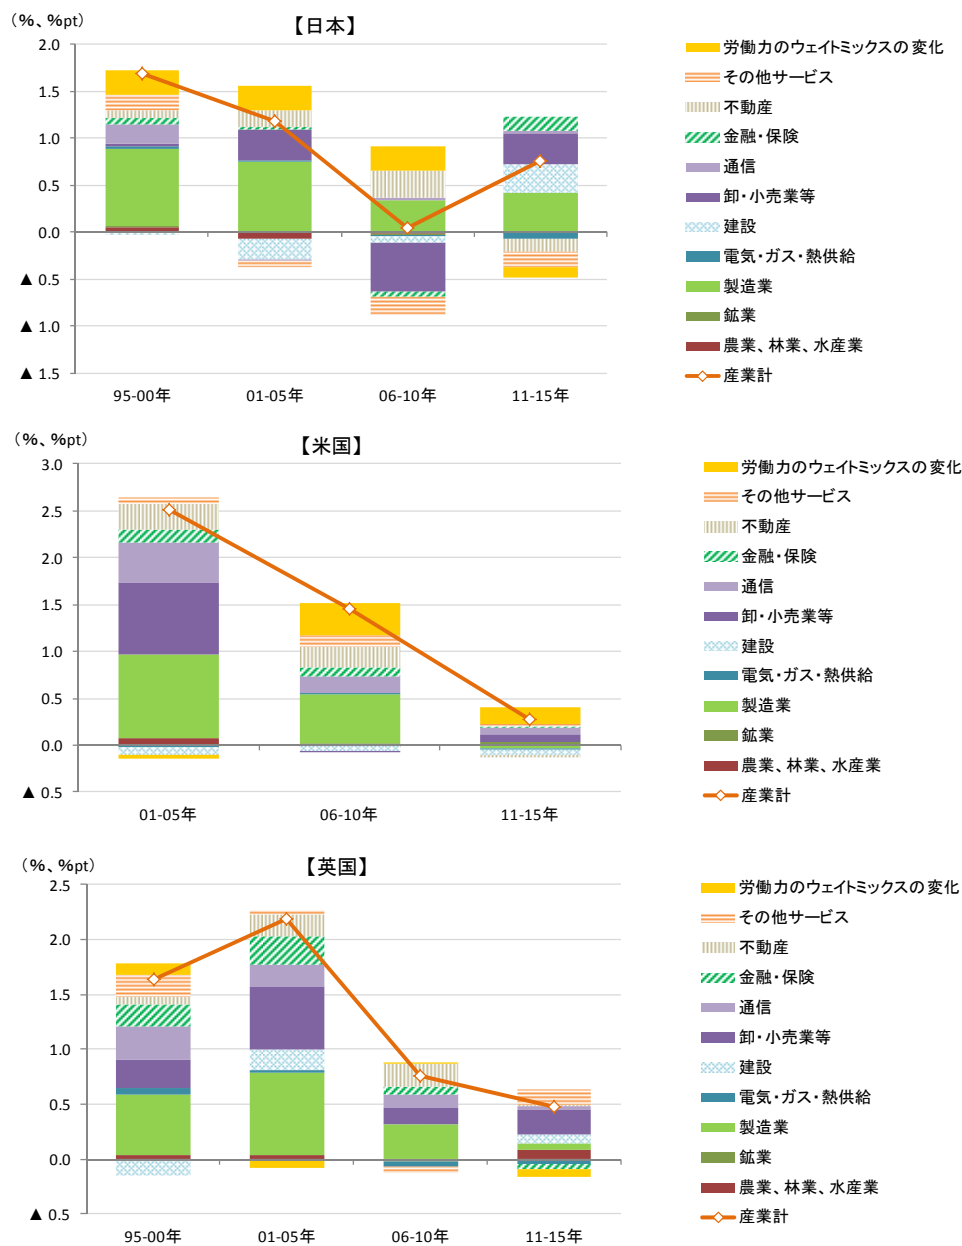 (%、%pt)
【日本】
2.0
1.5
1.0
0.5
0.0
▲ 0.5
▲ 1.0
▲ 1.5
95-00年
01-05年
06-10年
11-15年
労働力のウェイトミックスの変化
その他サービス
不動産
金融・保険
通信
卸・小売業等
建設
電気・ガス・熱供給
製造業
鉱業
農業、林業、水産業
産業計
(%、%pt)
【米国】
3.0
2.5
2.0
1.5
1.0
0.5
0.0
▲ 0.5
01-05年
06-10年
11-15年
労働力のウェイトミックスの変化
その他サービス
不動産
金融・保険
通信
卸・小売業等
建設
電気・ガス・熱供給
製造業
鉱業
農業、林業、水産業
産業計
(%、%pt)
【英国】
2.5
2.0
1.5
1.0
0.5
0.0
▲ 0.5
95-00年
01-05年
06-10年
11-15年
労働力のウェイトミックスの変化
その他サービス
不動産
金融・保険
通信
卸・小売業等
建設
電気・ガス・熱供給
製造業
鉱業
農業、林業、水産業
産業計